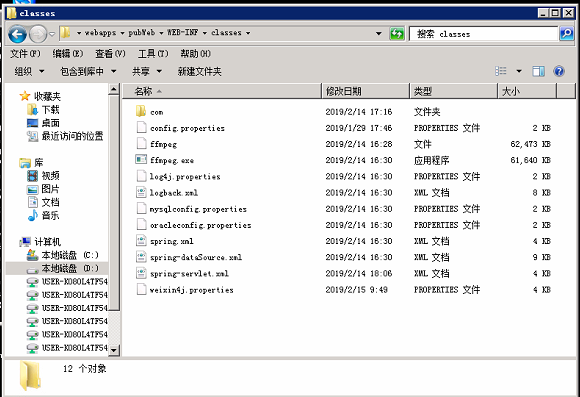 classes
webapps ▸ pubWeb ▸ WEB-INF ▸ classes ▸
搜索 classes
文件(F) 编辑(E) 查看(V) 工具(T) 帮助(H)
组织 包含到库中 共享 新建文件夹
名称 修改日期 类型 大小
收藏夹
下载
桌面
最近访问的位置
库
视频
图片
文档
音乐
计算机
本地磁盘 (C:)
本地磁盘 (D:)
USER-KO80L4TF54
USER-KO80L4TF54
USER-KO80L4TF54
USER-KO80L4TF54
USER-KO80L4TF54
USER-KO80L4TF54
com 2019/2/14 17:16 文件夹
config.properties 2019/1/29 17:46 PROPERTIES 文件 2 KB
ffmpeg 2019/2/14 16:28 文件 62,473 KB
ffmpeg.exe 2019/2/14 16:30 应用程序 61,640 KB
log4j.properties 2019/2/14 16:30 PROPERTIES 文件 2 KB
logback.xml 2019/2/14 16:30 XML 文档 8 KB
mysqlconfig.properties 2019/2/14 16:30 PROPERTIES 文件 2 KB
oracleconfig.properties 2019/2/14 16:30 PROPERTIES 文件 2 KB
spring.xml 2019/2/14 16:30 XML 文档 4 KB
spring-dataSource.xml 2019/2/14 16:30 XML 文档 9 KB
spring-servlet.xml 2019/2/14 18:06 XML 文档 4 KB
weixin4j.properties 2019/2/15 9:49 PROPERTIES 文件 4 KB
12 个对象